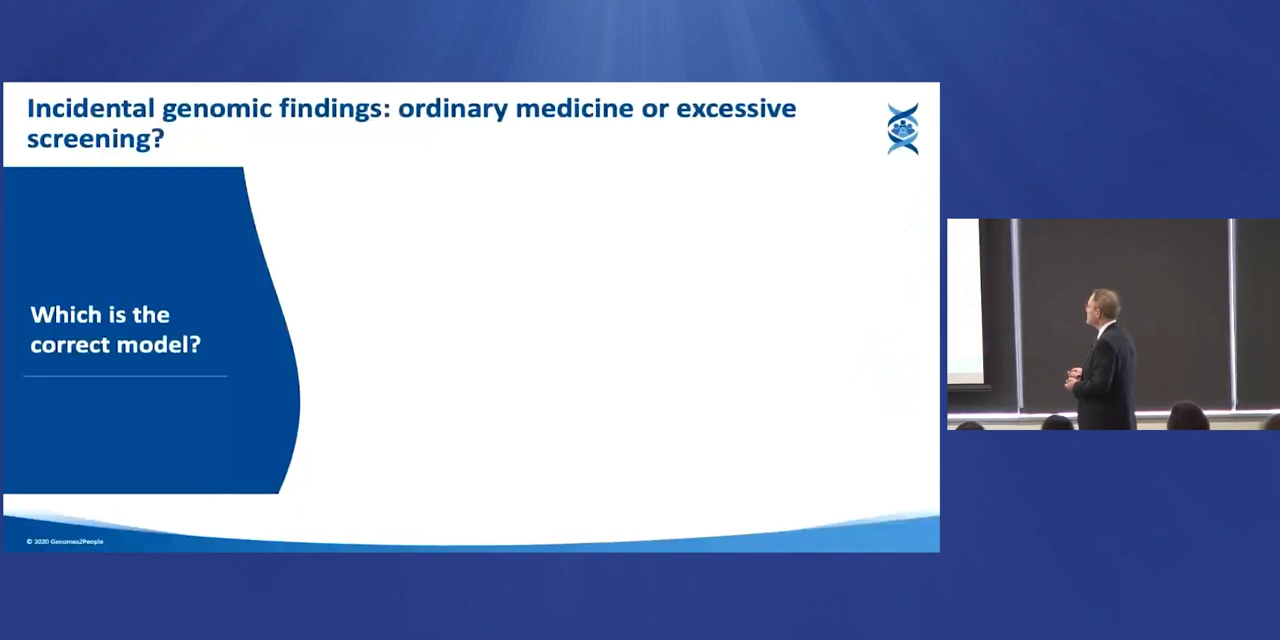 Incidental genomic findings: ordinary medicine or excessive
screening?
Which is the
correct model?
© 2020 Genomes2People